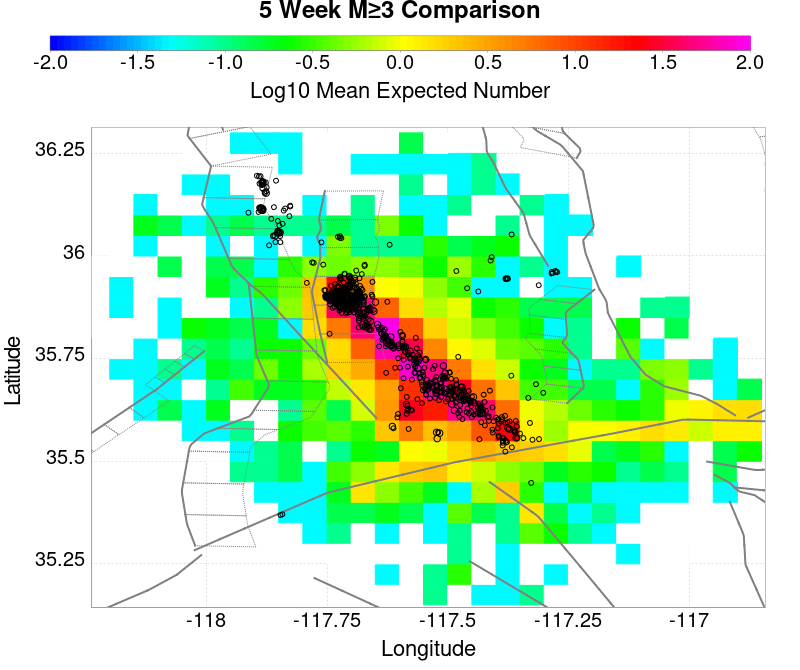 5 Week M≥3 Comparison
-2.0 -1.5 -1.0 -0.5 0.0 0.5 1.0 1.5 2.0
Log10 Mean Expected Number
36.25
36
35.75
35.5
35.25
Latitude
-118 -117.75 -117.5 -117.25 -117
Longitude